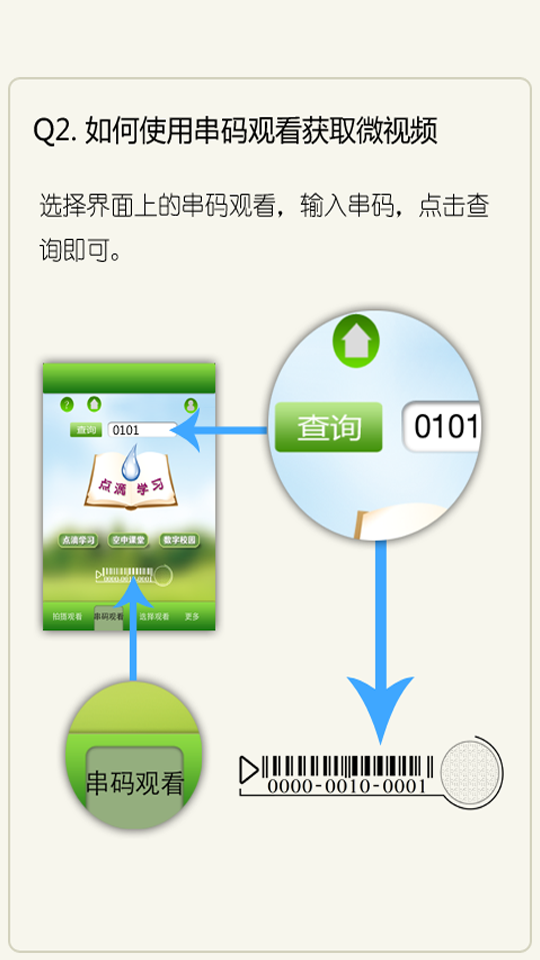 Q2. 如何使用串码观看获取微视频
选择界面上的串码观看，输入串码，点击查
询即可。
?
查询 0101
点滴 学习
点滴学习 空中课堂 数字校园
0000-0010-0001
拍图观看 串码观看 选择观看 更多
查询 0101
串码观看
0000-0010-0001